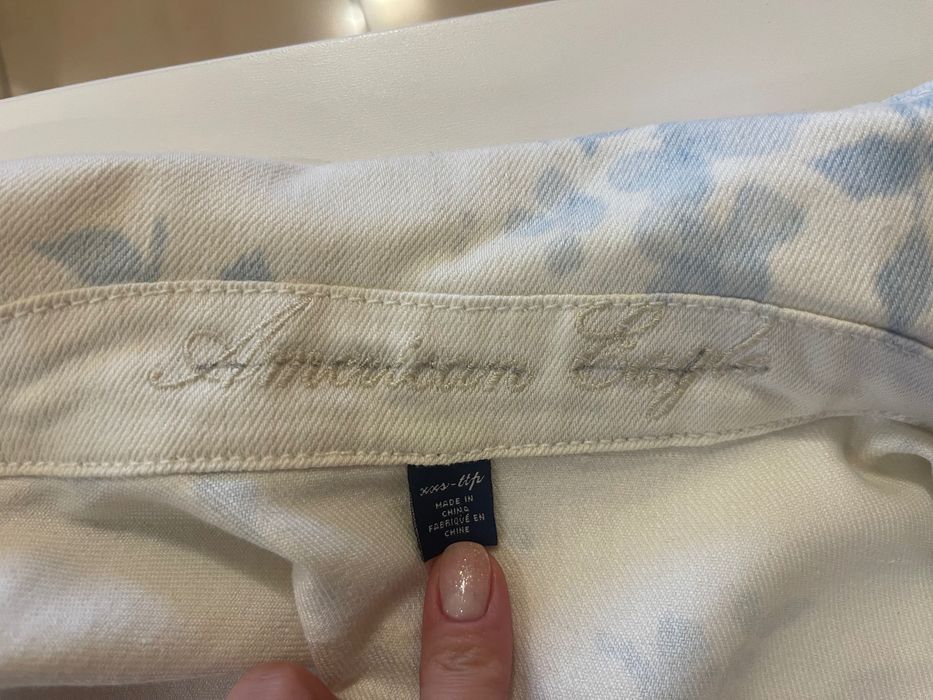 American Eagle
xxs-ttp
MADE IN
CHINA
FABRIQUÉ EN
CHINE